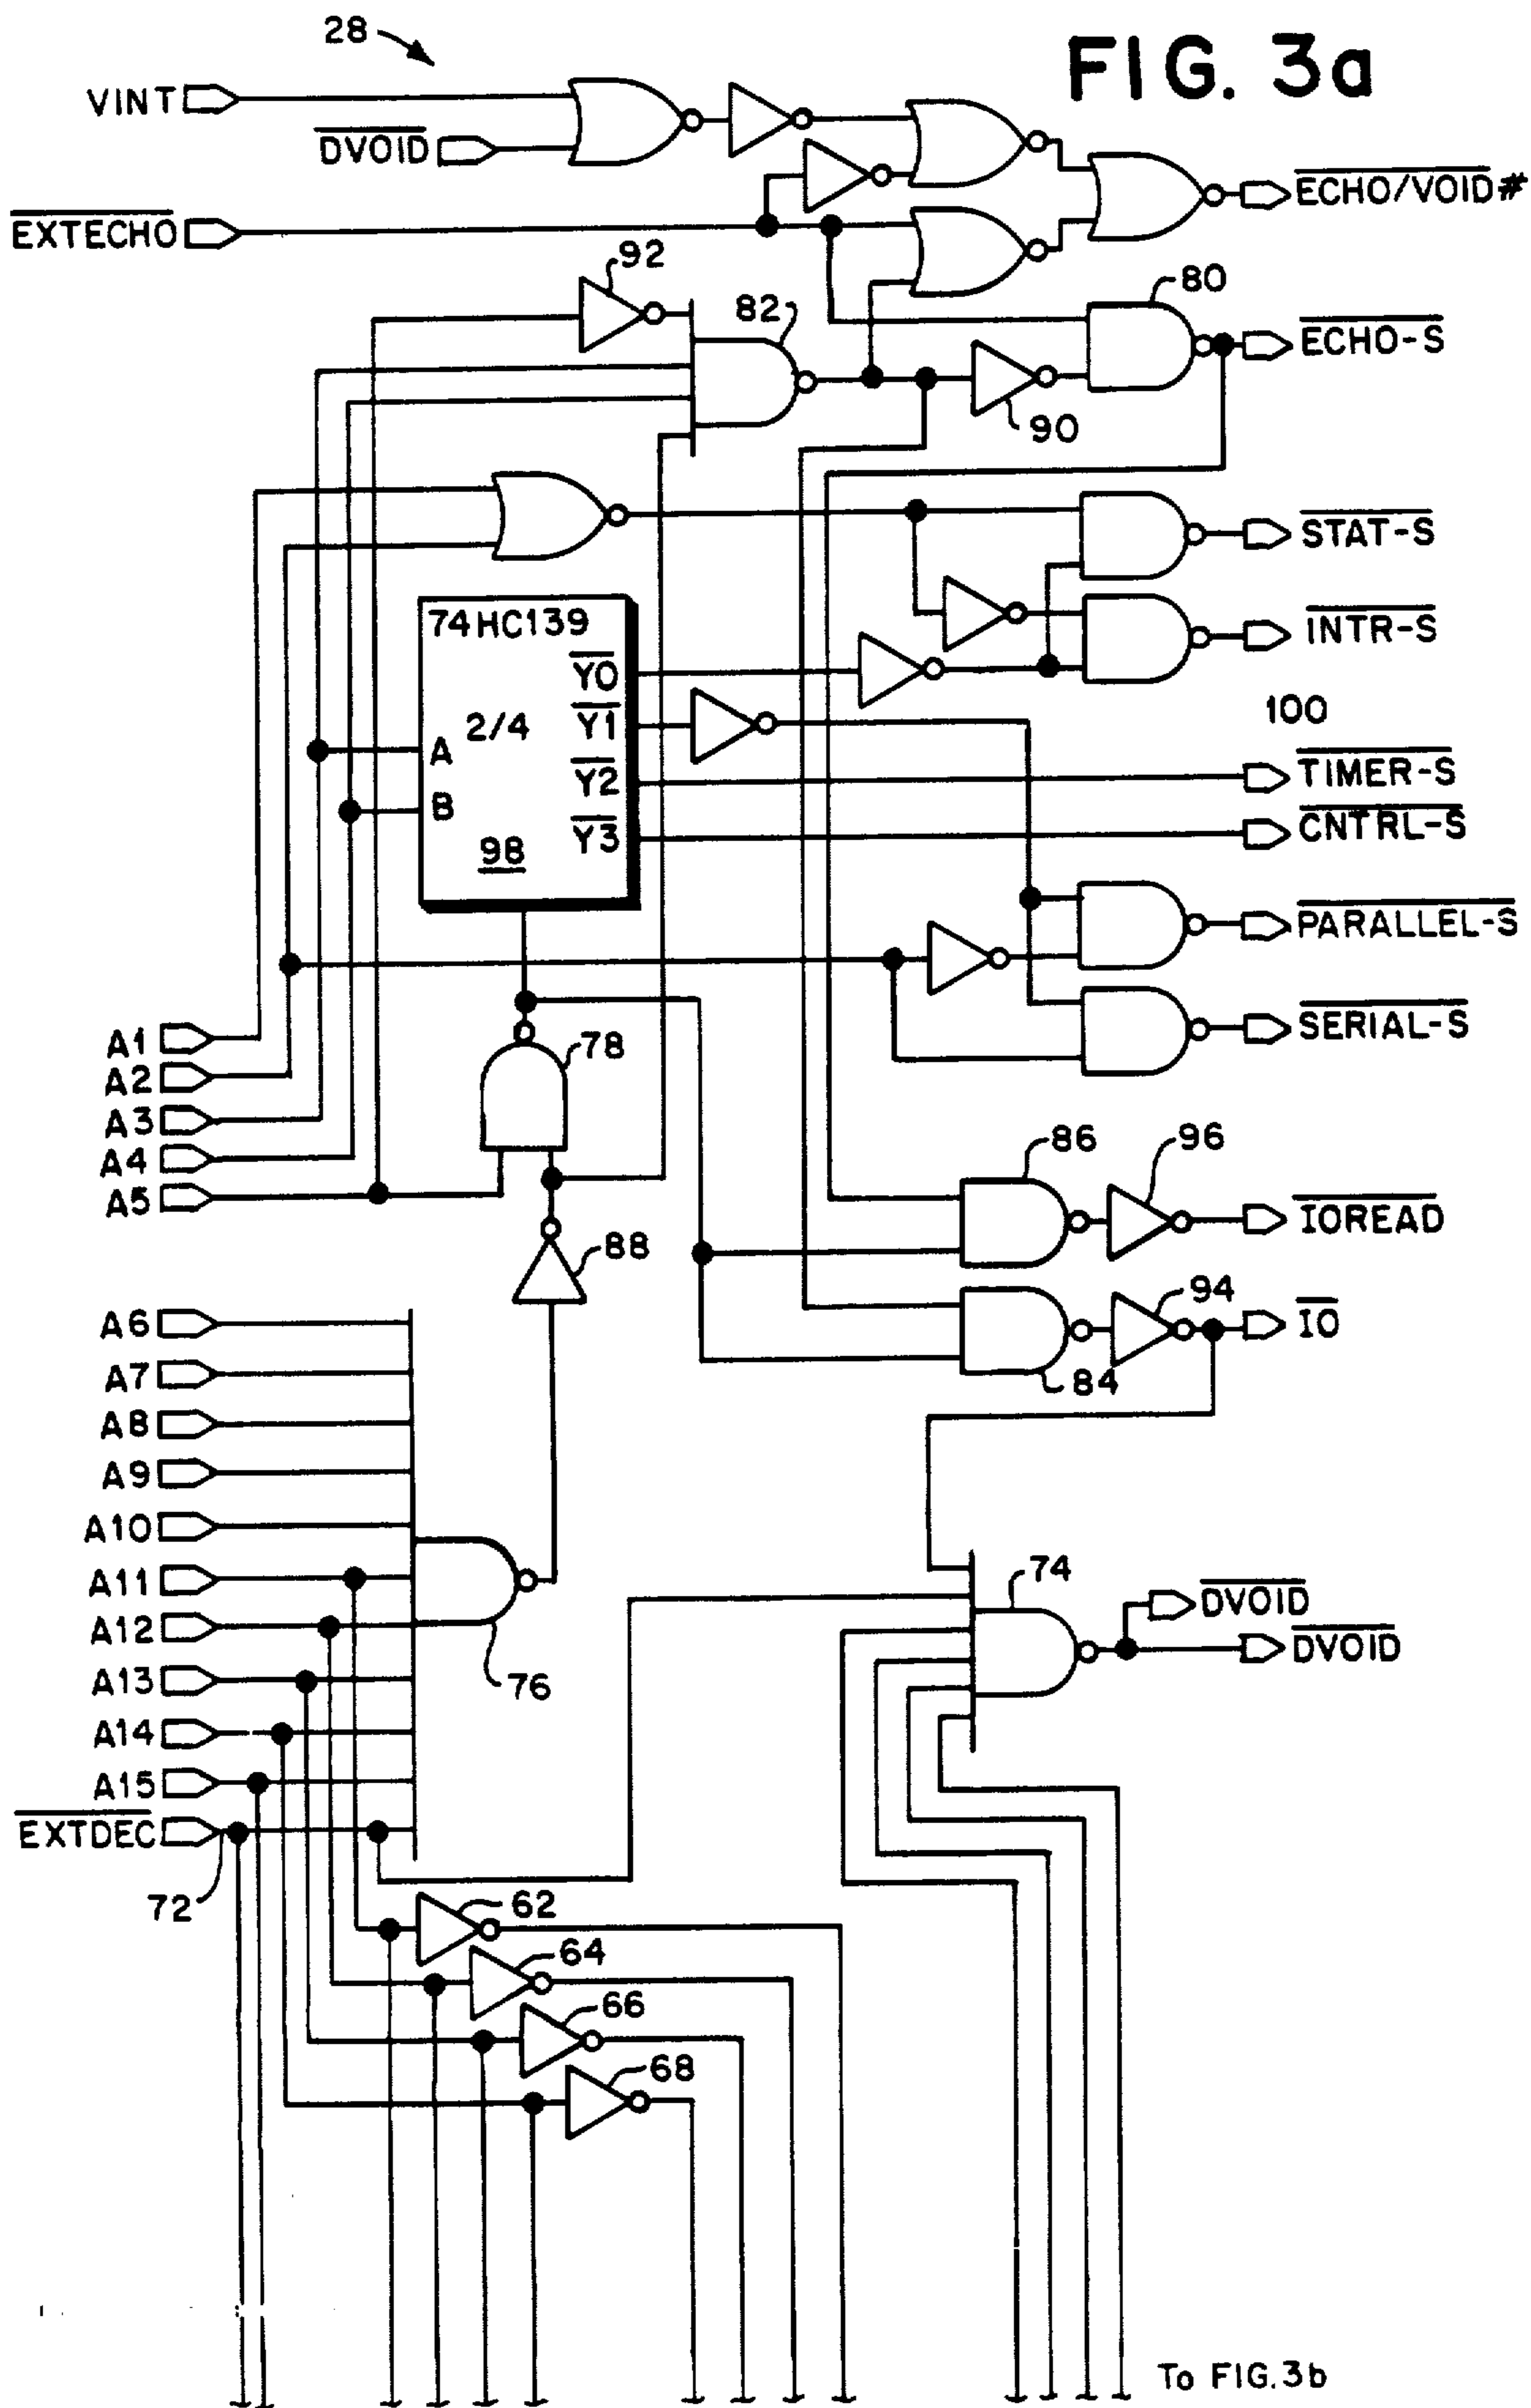 28
FIG. 3a
VINT
DVOID
EXTECHO
ECHO/VOID#
92
82
80
ECHO-S
90
STAT-S
74HC139
INTR-S
Y0
2/4
Y1
100
A
Y2
TIMER-S
B
Y3
CNTRL-S
98
PARALLEL-S
SERIAL-S
A1
78
A2
A3
A4
86
96
A5
IOREAD
88
A6
94
IO
A7
84
A8
A9
A10
A11
74
DVOID
A12
DVOID
A13
76
A14
A15
EXTDEC
72
62
64
66
68
To FIG.3b